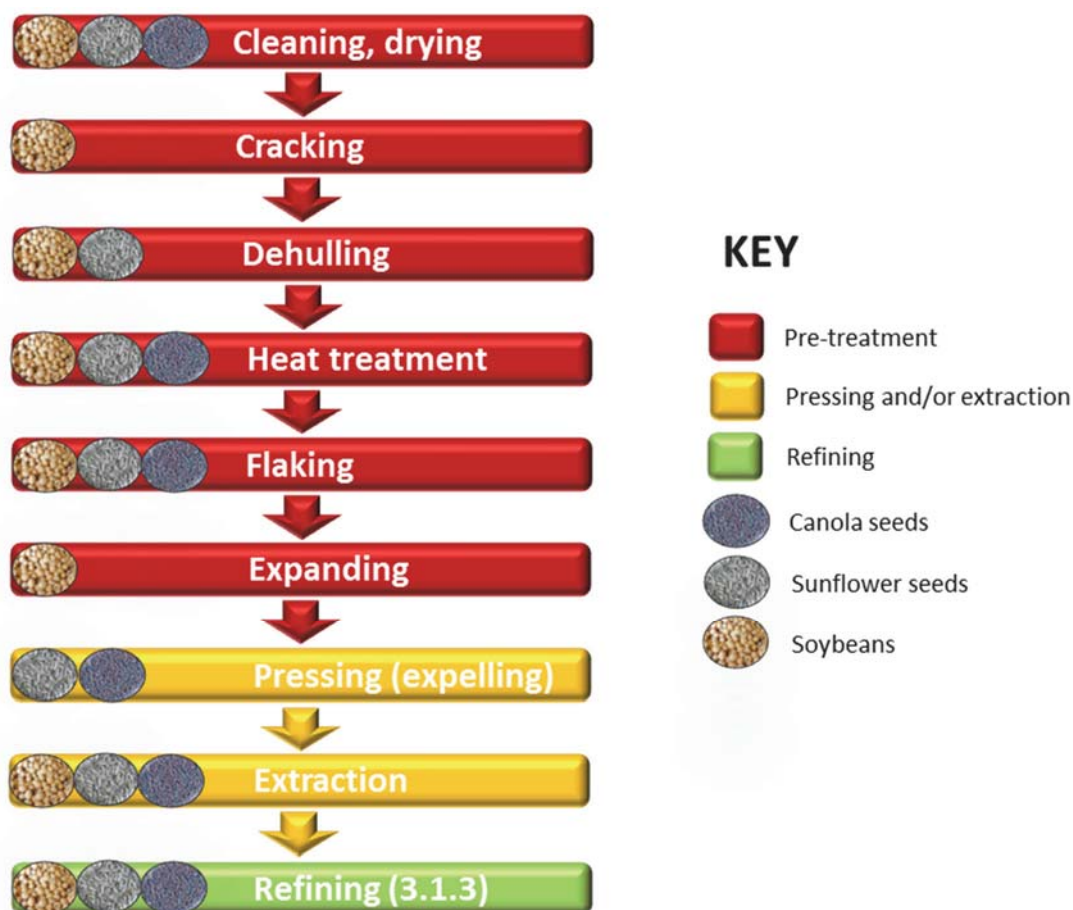 Cleaning, drying
Cracking
Dehulling
Heat treatment
Flaking
Expanding
Pressing (expelling)
Extraction
Refining (3.1.3)
KEY
Pre-treatment
Pressing and/or extraction
Refining
Canola seeds
Sunflower seeds
Soybeans